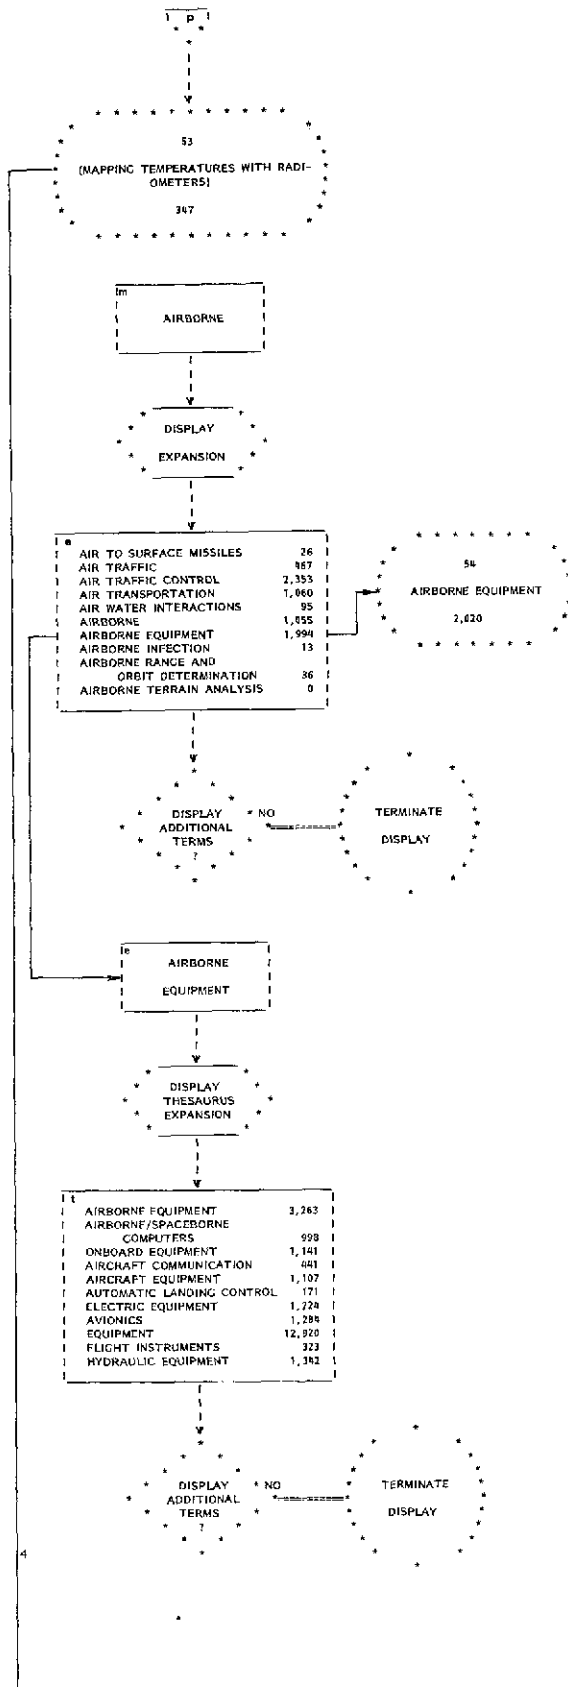 p
53
(MAPPING TEMPERATURES WITH RADI-
OMETERS)
347
m
AIRBORNE
DISPLAY
EXPANSION
e
AIR TO SURFACE MISSILES 26
AIR TRAFFIC 467
AIR TRAFFIC CONTROL 2,353
AIR TRANSPORTATION 1,060
AIR WATER INTERACTIONS 95
AIRBORNE 1,055
AIRBORNE EQUIPMENT 1,994
AIRBORNE INFECTION 13
AIRBORNE RANGE AND
ORBIT DETERMINATION 36
AIRBORNE TERRAIN ANALYSIS 0
54
AIRBORNE EQUIPMENT
2,020
DISPLAY
ADDITIONAL
TERMS
?
NO
TERMINATE
DISPLAY
e
AIRBORNE
EQUIPMENT
DISPLAY
THESAURUS
EXPANSION
t
AIRBORNE EQUIPMENT 3,263
AIRBORNE/SPACEBORNE
COMPUTERS 998
ONBOARD EQUIPMENT 1,141
AIRCRAFT COMMUNICATION 441
AIRCRAFT EQUIPMENT 1,107
AUTOMATIC LANDING CONTROL 171
ELECTRIC EQUIPMENT 1,224
AVIONICS 1,284
EQUIPMENT 12,920
FLIGHT INSTRUMENTS 323
HYDRAULIC EQUIPMENT 1,342
DISPLAY
ADDITIONAL
TERMS
?
NO
TERMINATE
DISPLAY
4